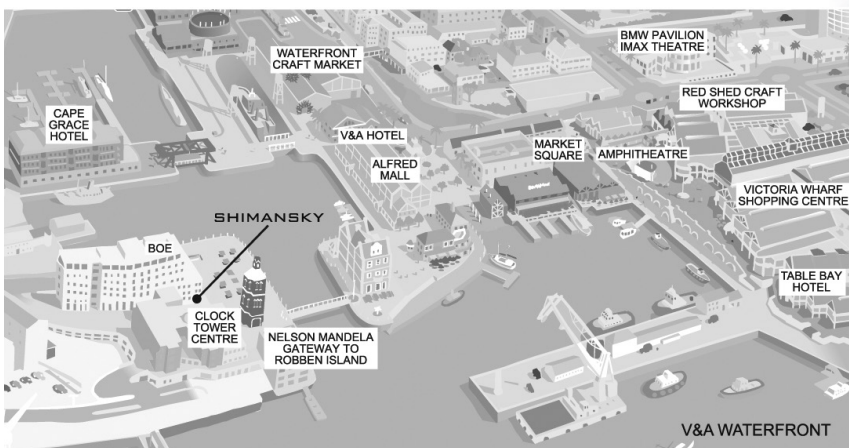 BMW PAVILION
IMAX THEATRE
WATERFRONT
CRAFT MARKET
RED SHED CRAFT
WORKSHOP
CAPE
GRACE
HOTEL
V&A HOTEL
MARKET
SQUARE
AMPHITHEATRE
ALFRED
MALL
VICTORIA WHARF
SHOPPING CENTRE
SHIMANSKY
BOE
TABLE BAY
HOTEL
CLOCK
TOWER
CENTRE
NELSON MANDELA
GATEWAY TO
ROBBEN ISLAND
V&A WATERFRONT